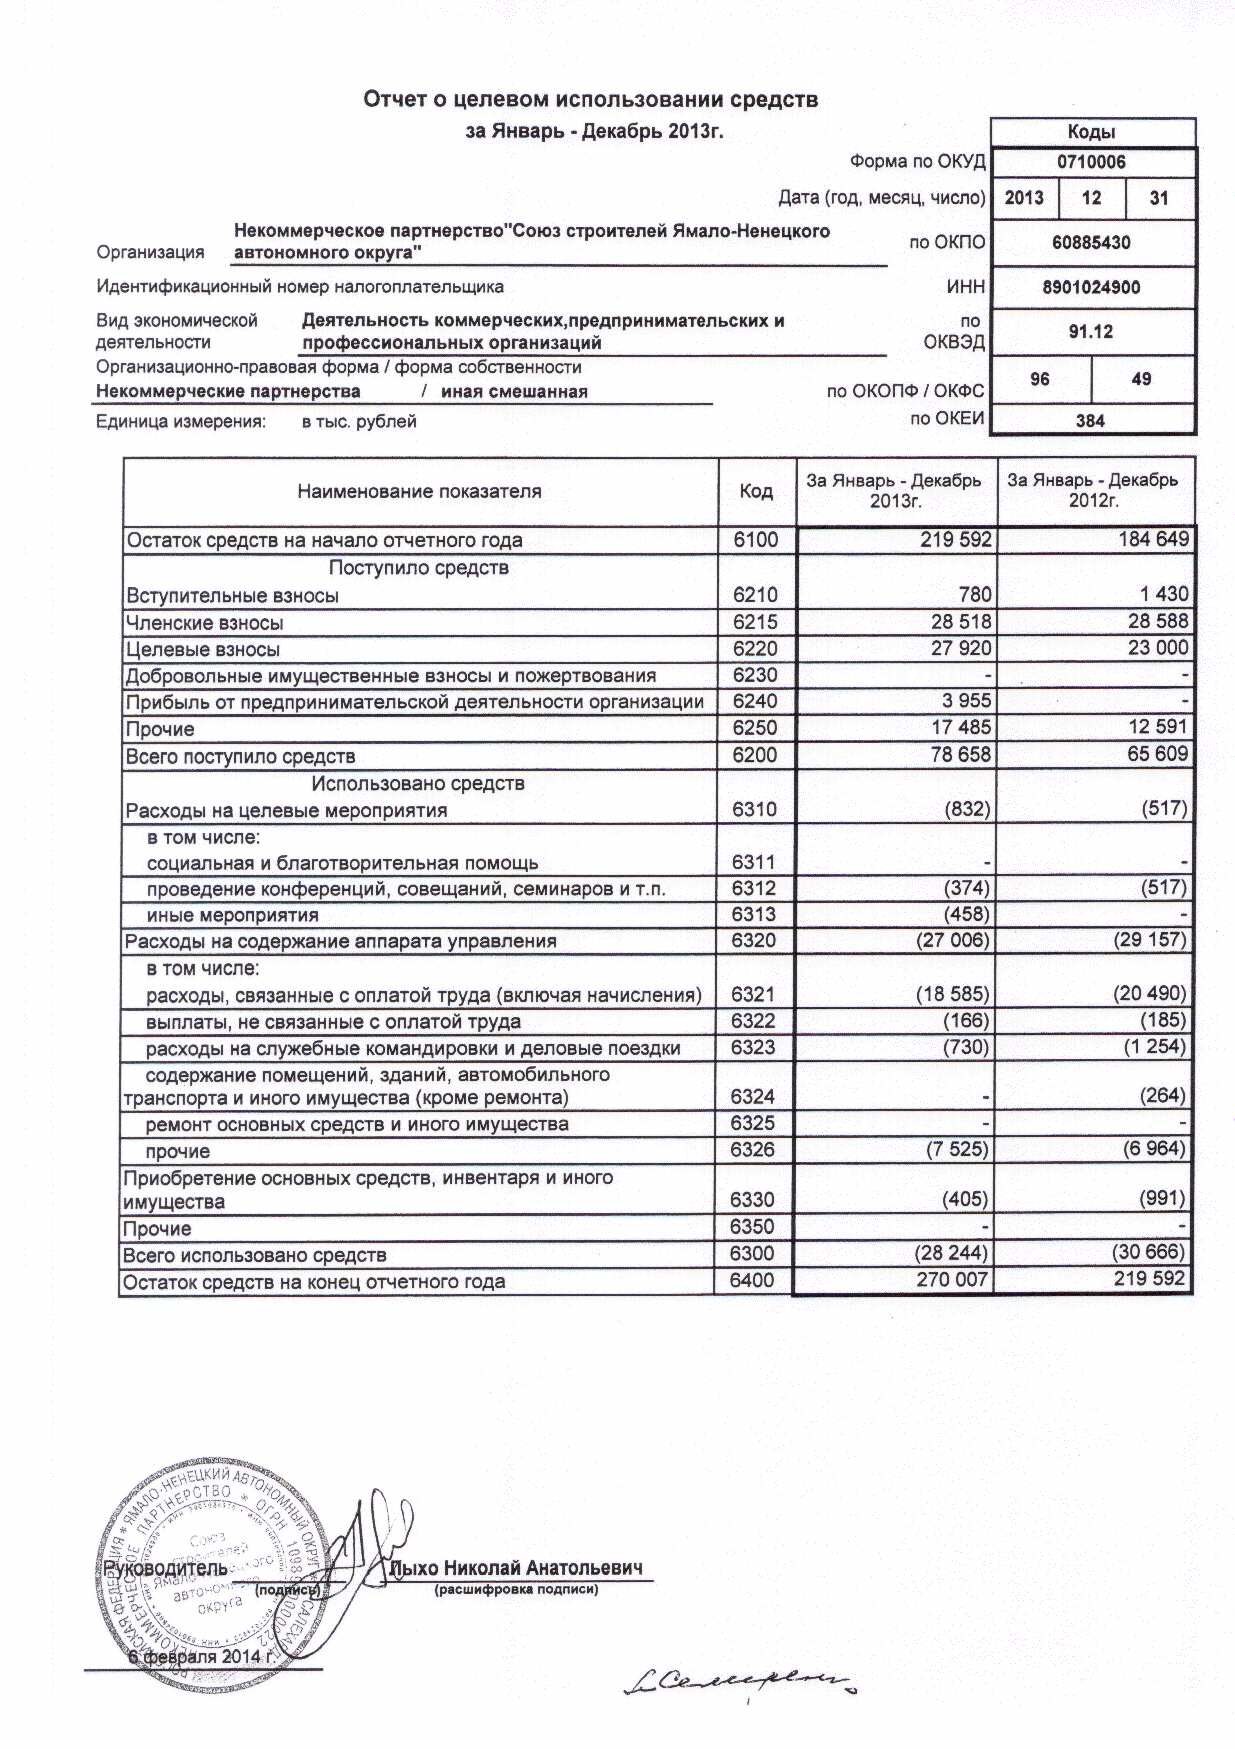 Отчет о целевом использовании средств
за Январь - Декабрь 2013г.
Коды
Форма по ОКУД 0710006
Дата (год, месяц, число) 2013 12 31
Некоммерческое партнерство"Союз строителей Ямало-Ненецкого
Организация автономного округа" по ОКПО 60885430
Идентификационный номер налогоплательщика ИНН 8901024900
Вид экономической Деятельность коммерческих,предпринимательских и по
деятельности профессиональных организаций ОКВЭД 91.12
Организационно-правовая форма / форма собственности
Некоммерческие партнерства / иная смешанная по ОКОПФ / ОКФС 96 49
Единица измерения: в тыс. рублей по ОКЕИ 384
Наименование показателя Код За Январь - Декабрь 2013г. За Январь - Декабрь 2012г.
Остаток средств на начало отчетного года 6100 219 592 184 649
Поступило средств
Вступительные взносы 6210 780 1 430
Членские взносы 6215 28 518 28 588
Целевые взносы 6220 27 920 23 000
Добровольные имущественные взносы и пожертвования 6230 - -
Прибыль от предпринимательской деятельности организации 6240 3 955 -
Прочие 6250 17 485 12 591
Всего поступило средств 6200 78 658 65 609
Использовано средств
Расходы на целевые мероприятия 6310 (832) (517)
в том числе:
социальная и благотворительная помощь 6311 - -
проведение конференций, совещаний, семинаров и т.п. 6312 (374) (517)
иные мероприятия 6313 (458) -
Расходы на содержание аппарата управления 6320 (27 006) (29 157)
в том числе:
расходы, связанные с оплатой труда (включая начисления) 6321 (18 585) (20 490)
выплаты, не связанные с оплатой труда 6322 (166) (185)
расходы на служебные командировки и деловые поездки 6323 (730) (1 254)
содержание помещений, зданий, автомобильного
транспорта и иного имущества (кроме ремонта) 6324 - (264)
ремонт основных средств и иного имущества 6325 - -
прочие 6326 (7 525) (6 964)
Приобретение основных средств, инвентаря и иного
имущества 6330 (405) (991)
Прочие 6350 - -
Всего использовано средств 6300 (28 244) (30 666)
Остаток средств на конец отчетного года 6400 270 007 219 592
Руководитель Лыхо Николай Анатольевич
(подпись) (расшифровка подписи)
6 февраля 2014 г.
ЯМАЛО-НЕНЕЦКИЙ АВТОНОМНЫЙ ОКРУГ
ПАРТНЕРСТВО * ОГРН
Союз
строителей
автономного
округа